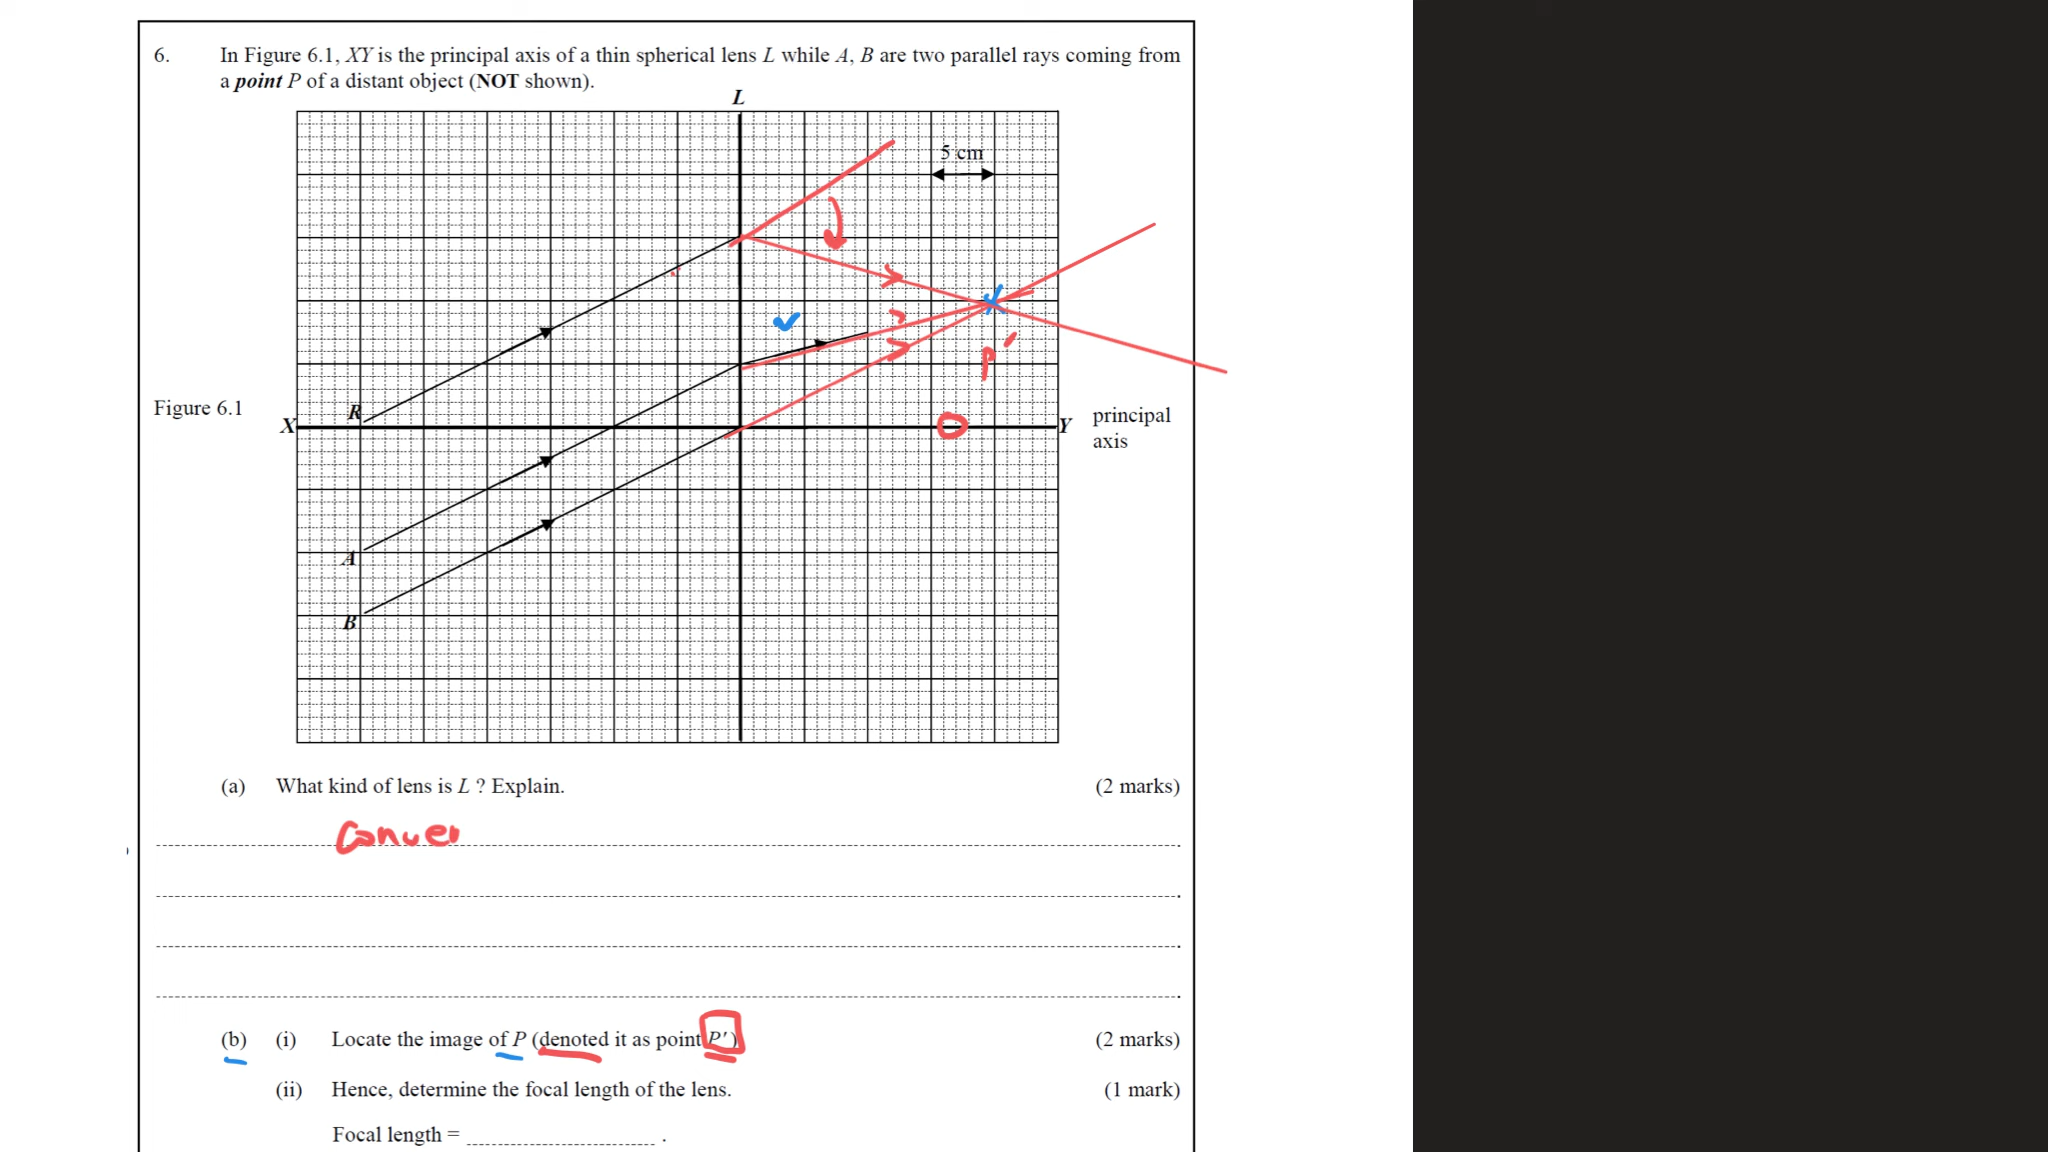 6. In Figure 6.1, XY is the principal axis of a thin spherical lens L while A, B are two parallel rays coming from
a point P of a distant object (NOT shown).
L
5 cm
P'
Figure 6.1
R
X
Y
principal
axis
A
B
(a) What kind of lens is L ? Explain. (2 marks)
Conver
(b) (i) Locate the image of P (denoted it as point P') (2 marks)
(ii) Hence, determine the focal length of the lens. (1 mark)
Focal length = .